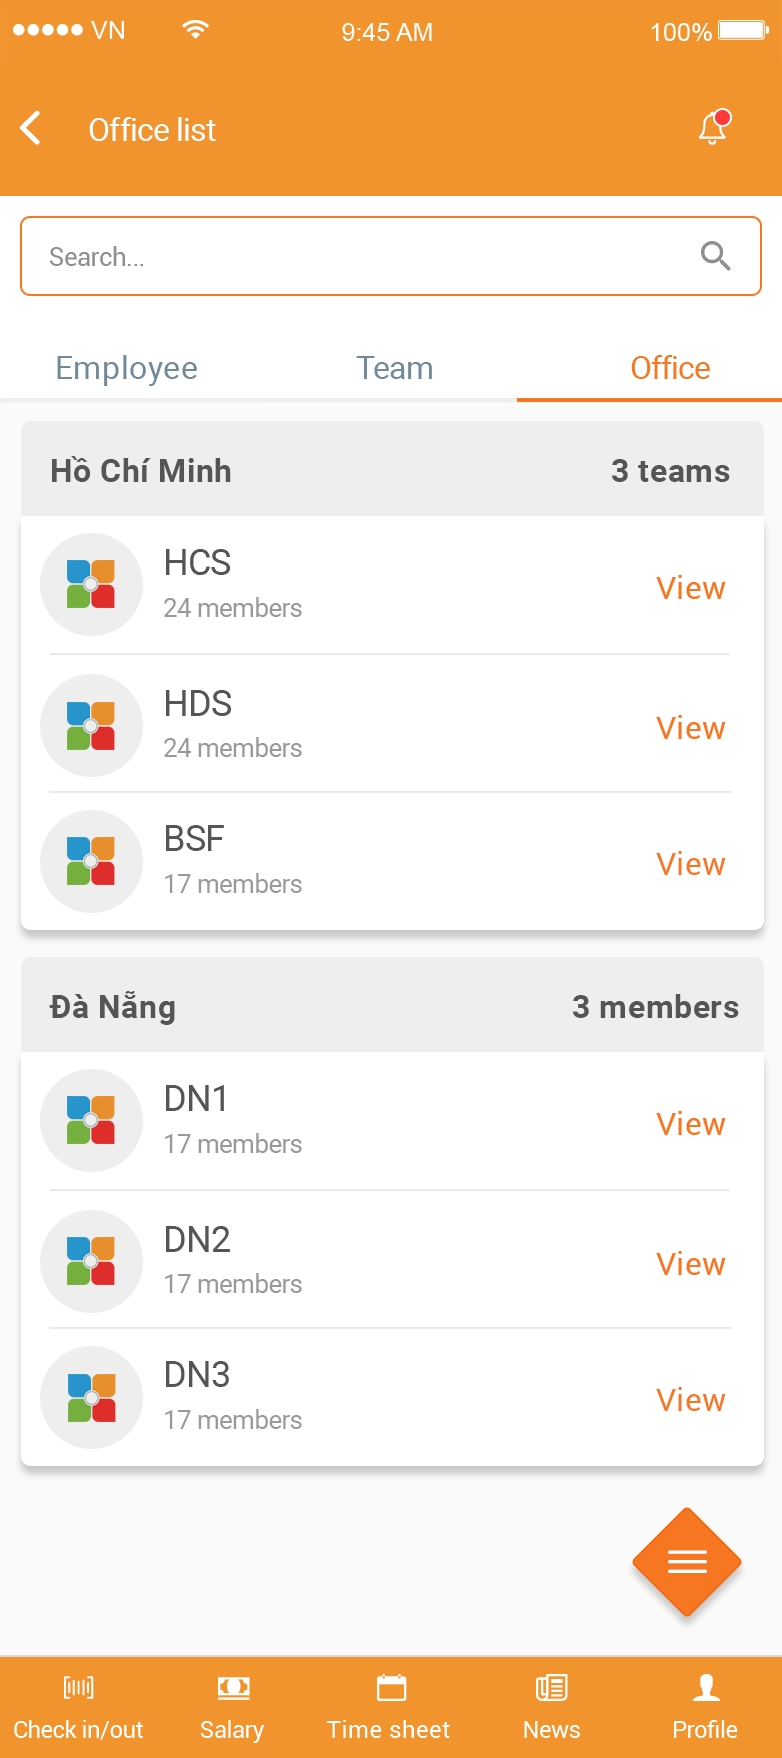 VN 9:45 AM 100%
Office list
Search...
Employee Team Office
Hồ Chí Minh 3 teams
HCS
24 members
View
HDS
24 members
View
BSF
17 members
View
Đà Nẵng 3 members
DN1
17 members
View
DN2
17 members
View
DN3
17 members
View
Check in/out Salary Time sheet News Profile